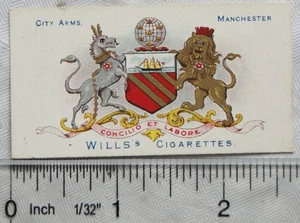 CITY ARMS. MANCHESTER
CONCILIO ET LABORE
WILLS'S CIGARETTES.
0 Inch 1/32" 1 2